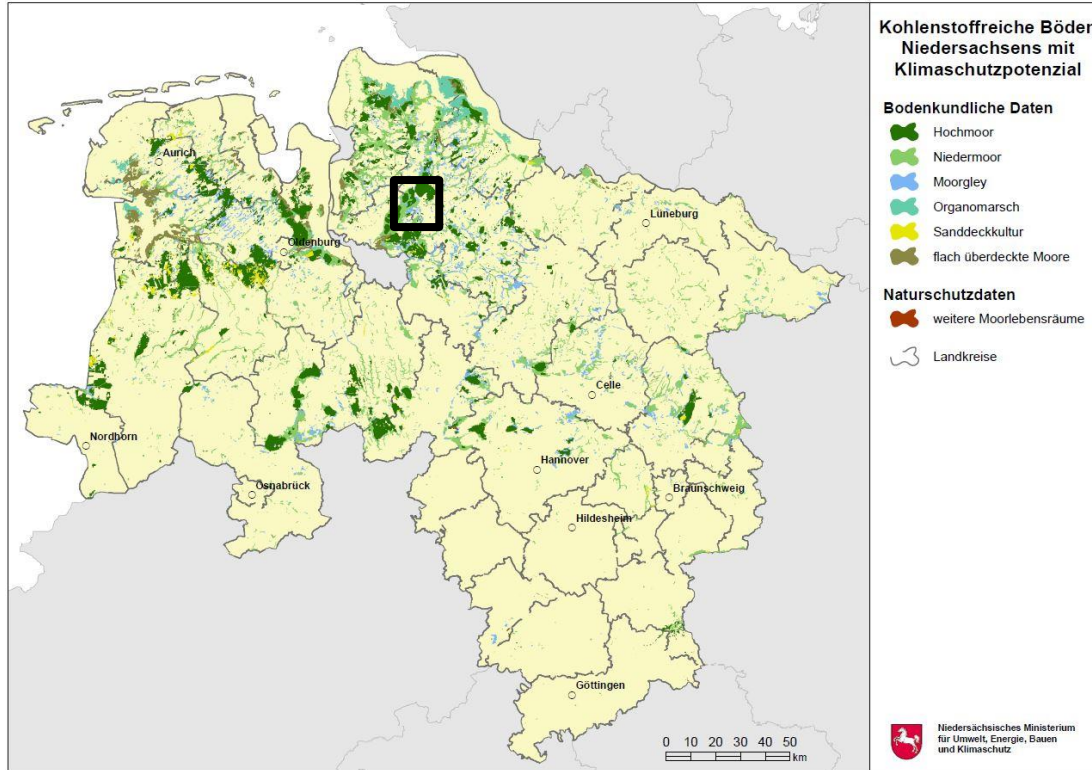 Kohlenstoffreiche Böden
Niedersachsens mit
Klimaschutzpotenzial
Bodenkundliche Daten
Hochmoor
Niedermoor
Moorgley
Organomarsch
Sanddeckkultur
flach überdeckte Moore
Naturschutzdaten
weitere Moorlebensräume
Landkreise
Aurich
Oldenburg
Lüneburg
Celle
Nordhorn
Hannover
Osnabrück
Braunschweig
Hildesheim
Göttingen
0 10 20 30 40 50
km
Niedersächsisches Ministerium
für Umwelt, Energie, Bauen
und Klimaschutz